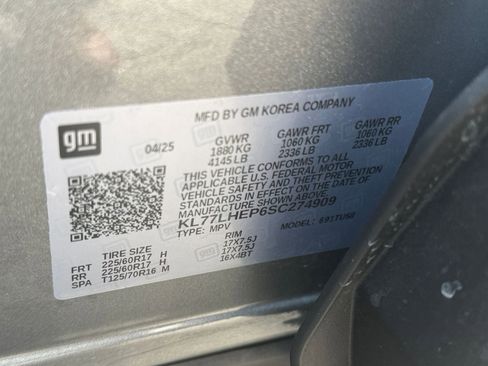 MFD BY GM KOREA COMPANY
gm
04/25 GVWR GAWR FRT GAWR RR
1880 KG 1060 KG 1060 KG
4145 LB 2336 LB 2336 LB
THIS VEHICLE CONFORMS TO ALL
APPLICABLE U.S. FEDERAL MOTOR
VEHICLE SAFETY AND THEFT
PREVENTION STANDARDS IN EFFECT
ON THE DATE OF
MANUFACTURE SHOWN ABOVE.
KL77LHEP6SC274909
TYPE: MPV MODEL: 691TUS8
TIRE SIZE RIM
FRT 225/60R17 H 17X7.5J
RR 225/60R17 H 17X7.5J
SPA T125/70R16 M 16X4BT